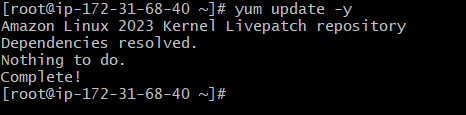 [root@ip-172-31-68-40 ~]# yum update -y
Amazon Linux 2023 Kernel Livepatch repository
Dependencies resolved.
Nothing to do.
Complete!
[root@ip-172-31-68-40 ~]#